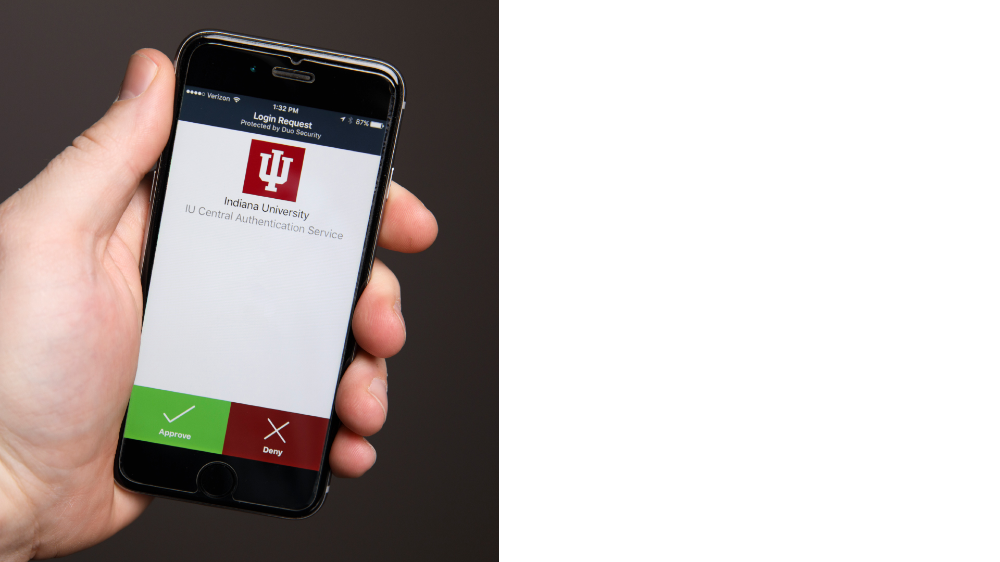 Verizon
1:32 PM
87%
Login Request
Protected by Duo Security
Indiana University
IU Central Authentication Service
Approve
Deny